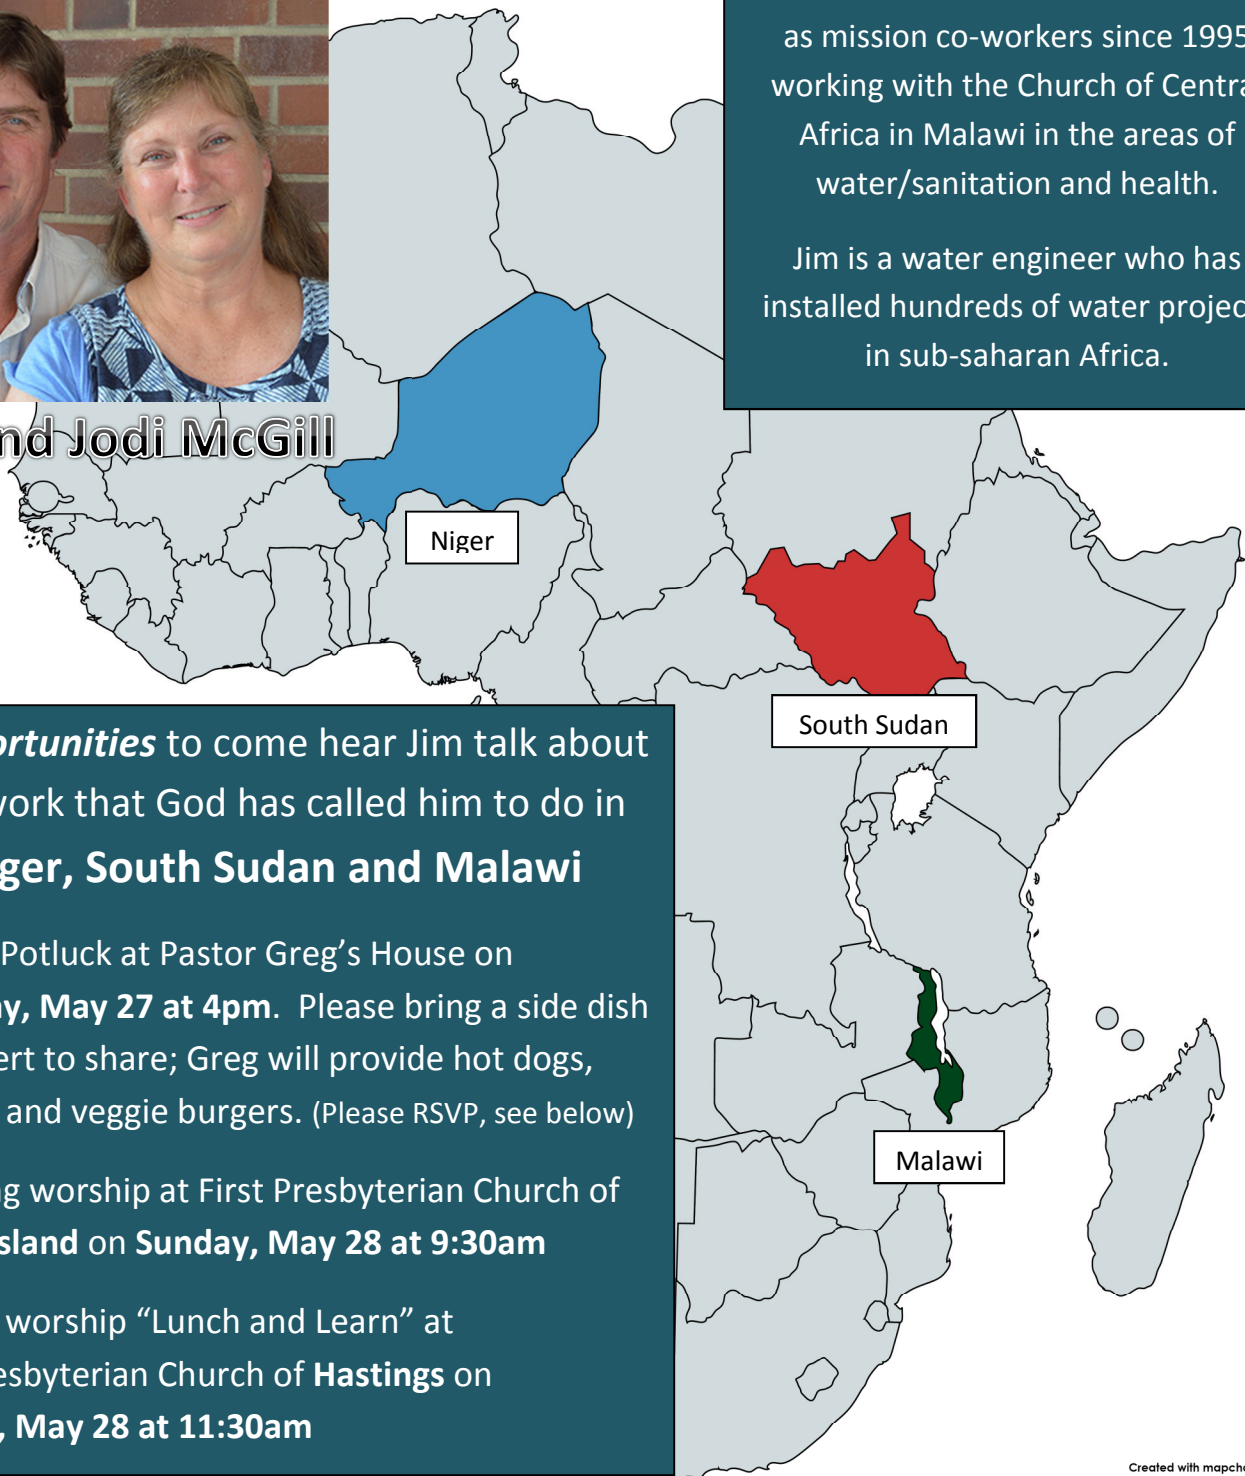 as mission co-workers since 1995
working with the Church of Centra
Africa in Malawi in the areas of
water/sanitation and health.
Jim is a water engineer who has
installed hundreds of water projec
in sub-saharan Africa.
nd Jodi McGill
Niger
South Sudan
Malawi
ortunities to come hear Jim talk about
work that God has called him to do in
ger, South Sudan and Malawi
Potluck at Pastor Greg’s House on
ay, May 27 at 4pm. Please bring a side dish
ert to share; Greg will provide hot dogs,
and veggie burgers. (Please RSVP, see below)
ng worship at First Presbyterian Church of
Island on Sunday, May 28 at 9:30am
worship “Lunch and Learn” at
esbyterian Church of Hastings on
, May 28 at 11:30am
Created with mapcha